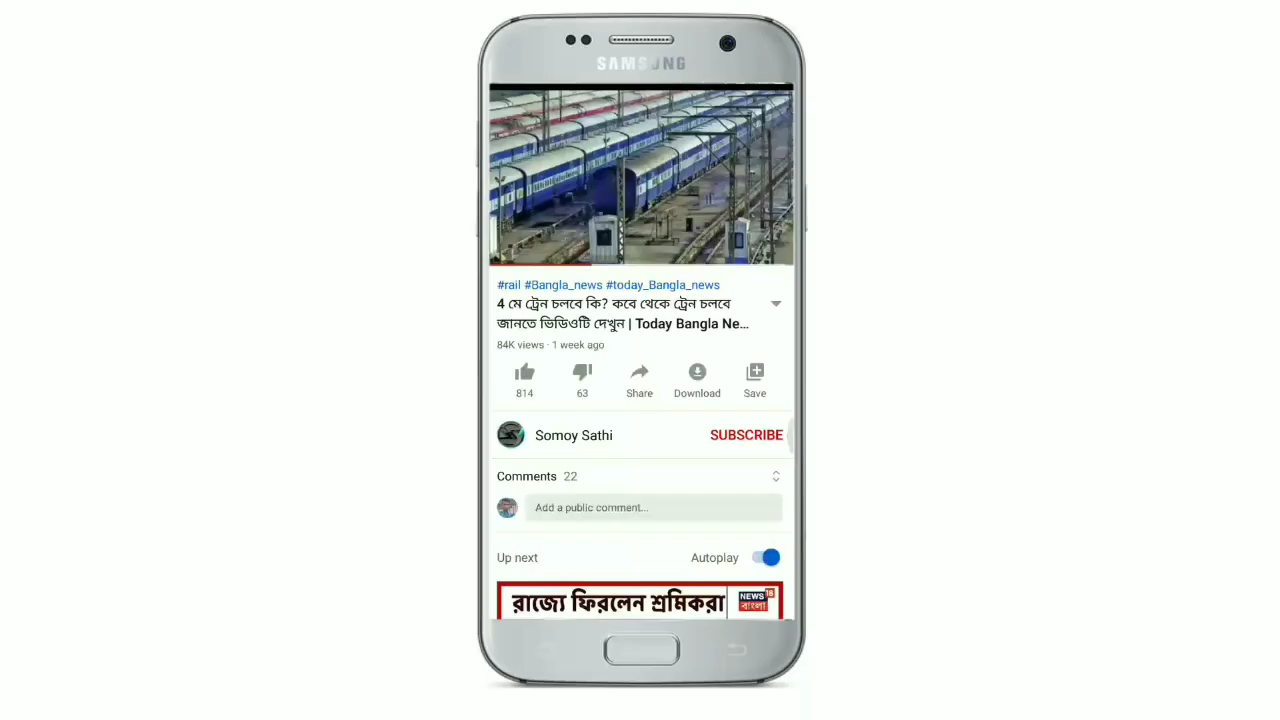 SAMSUNG
#rail #Bangla_news #today_Bangla_news
4 মে ট্রেন চলবে কি? কবে থেকে ট্রেন চলবে
জানতে ভিডিওটি দেখুন | Today Bangla Ne...
84K views · 1 week ago
814 63 Share Download Save
Somoy Sathi SUBSCRIBE
Comments 22
Add a public comment...
Up next Autoplay
রাজ্যে ফিরলেন শ্রমিকরা NEWS 18 বাংলা